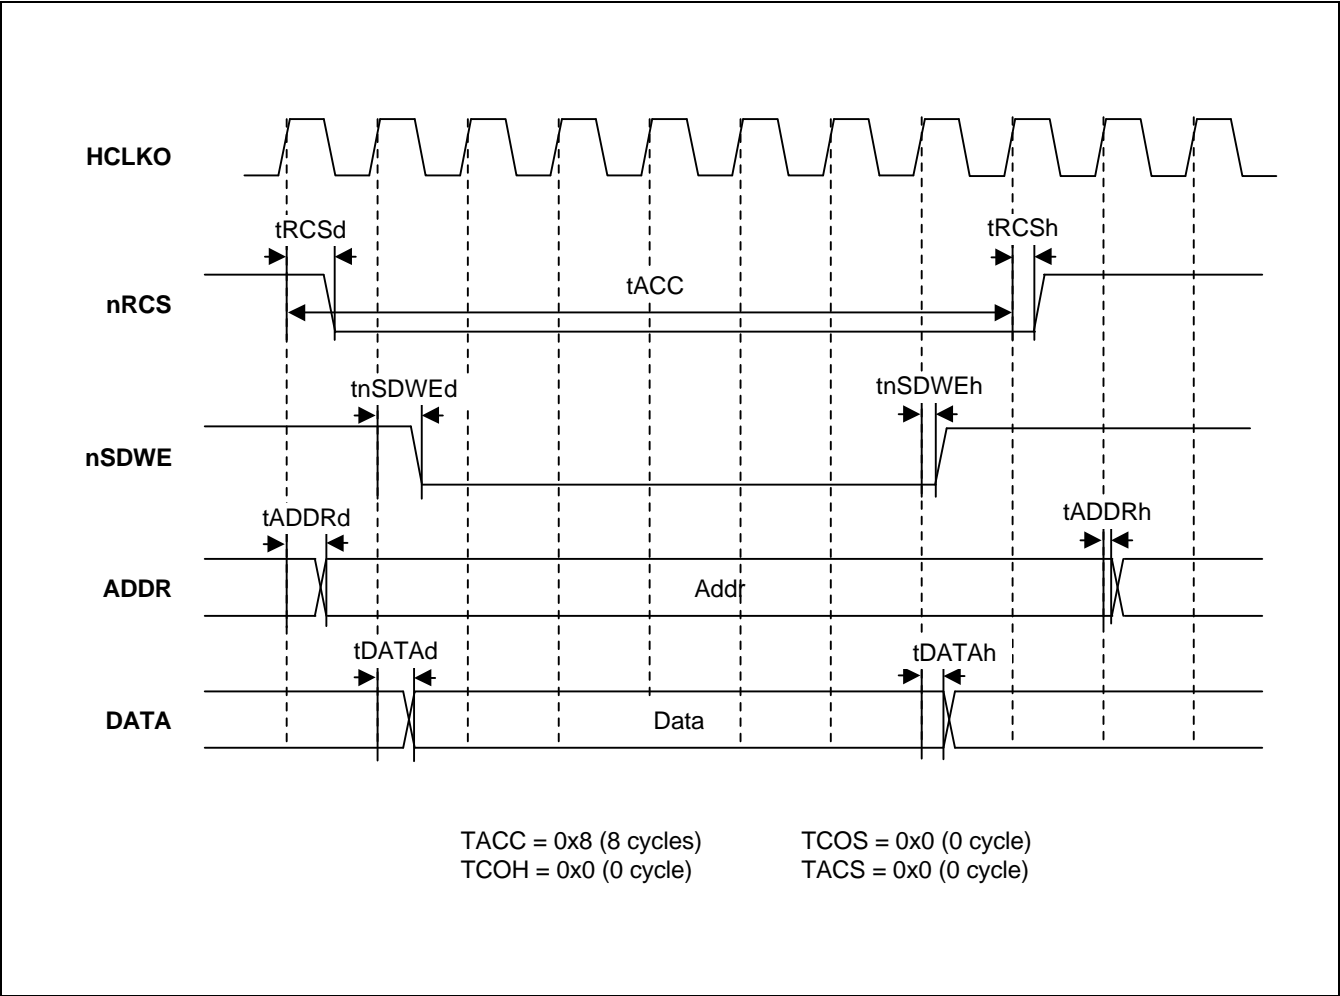 HCLKO
tRCSd
tRCSh
nRCS
tACC
tnSDWEd
tnSDWEh
nSDWE
tADDRd
tADDRh
ADDR
Addr
tDATAd
tDATAh
DATA
Data
TACC = 0x8 (8 cycles)
TCOS = 0x0 (0 cycle)
TCOH = 0x0 (0 cycle)
TACS = 0x0 (0 cycle)